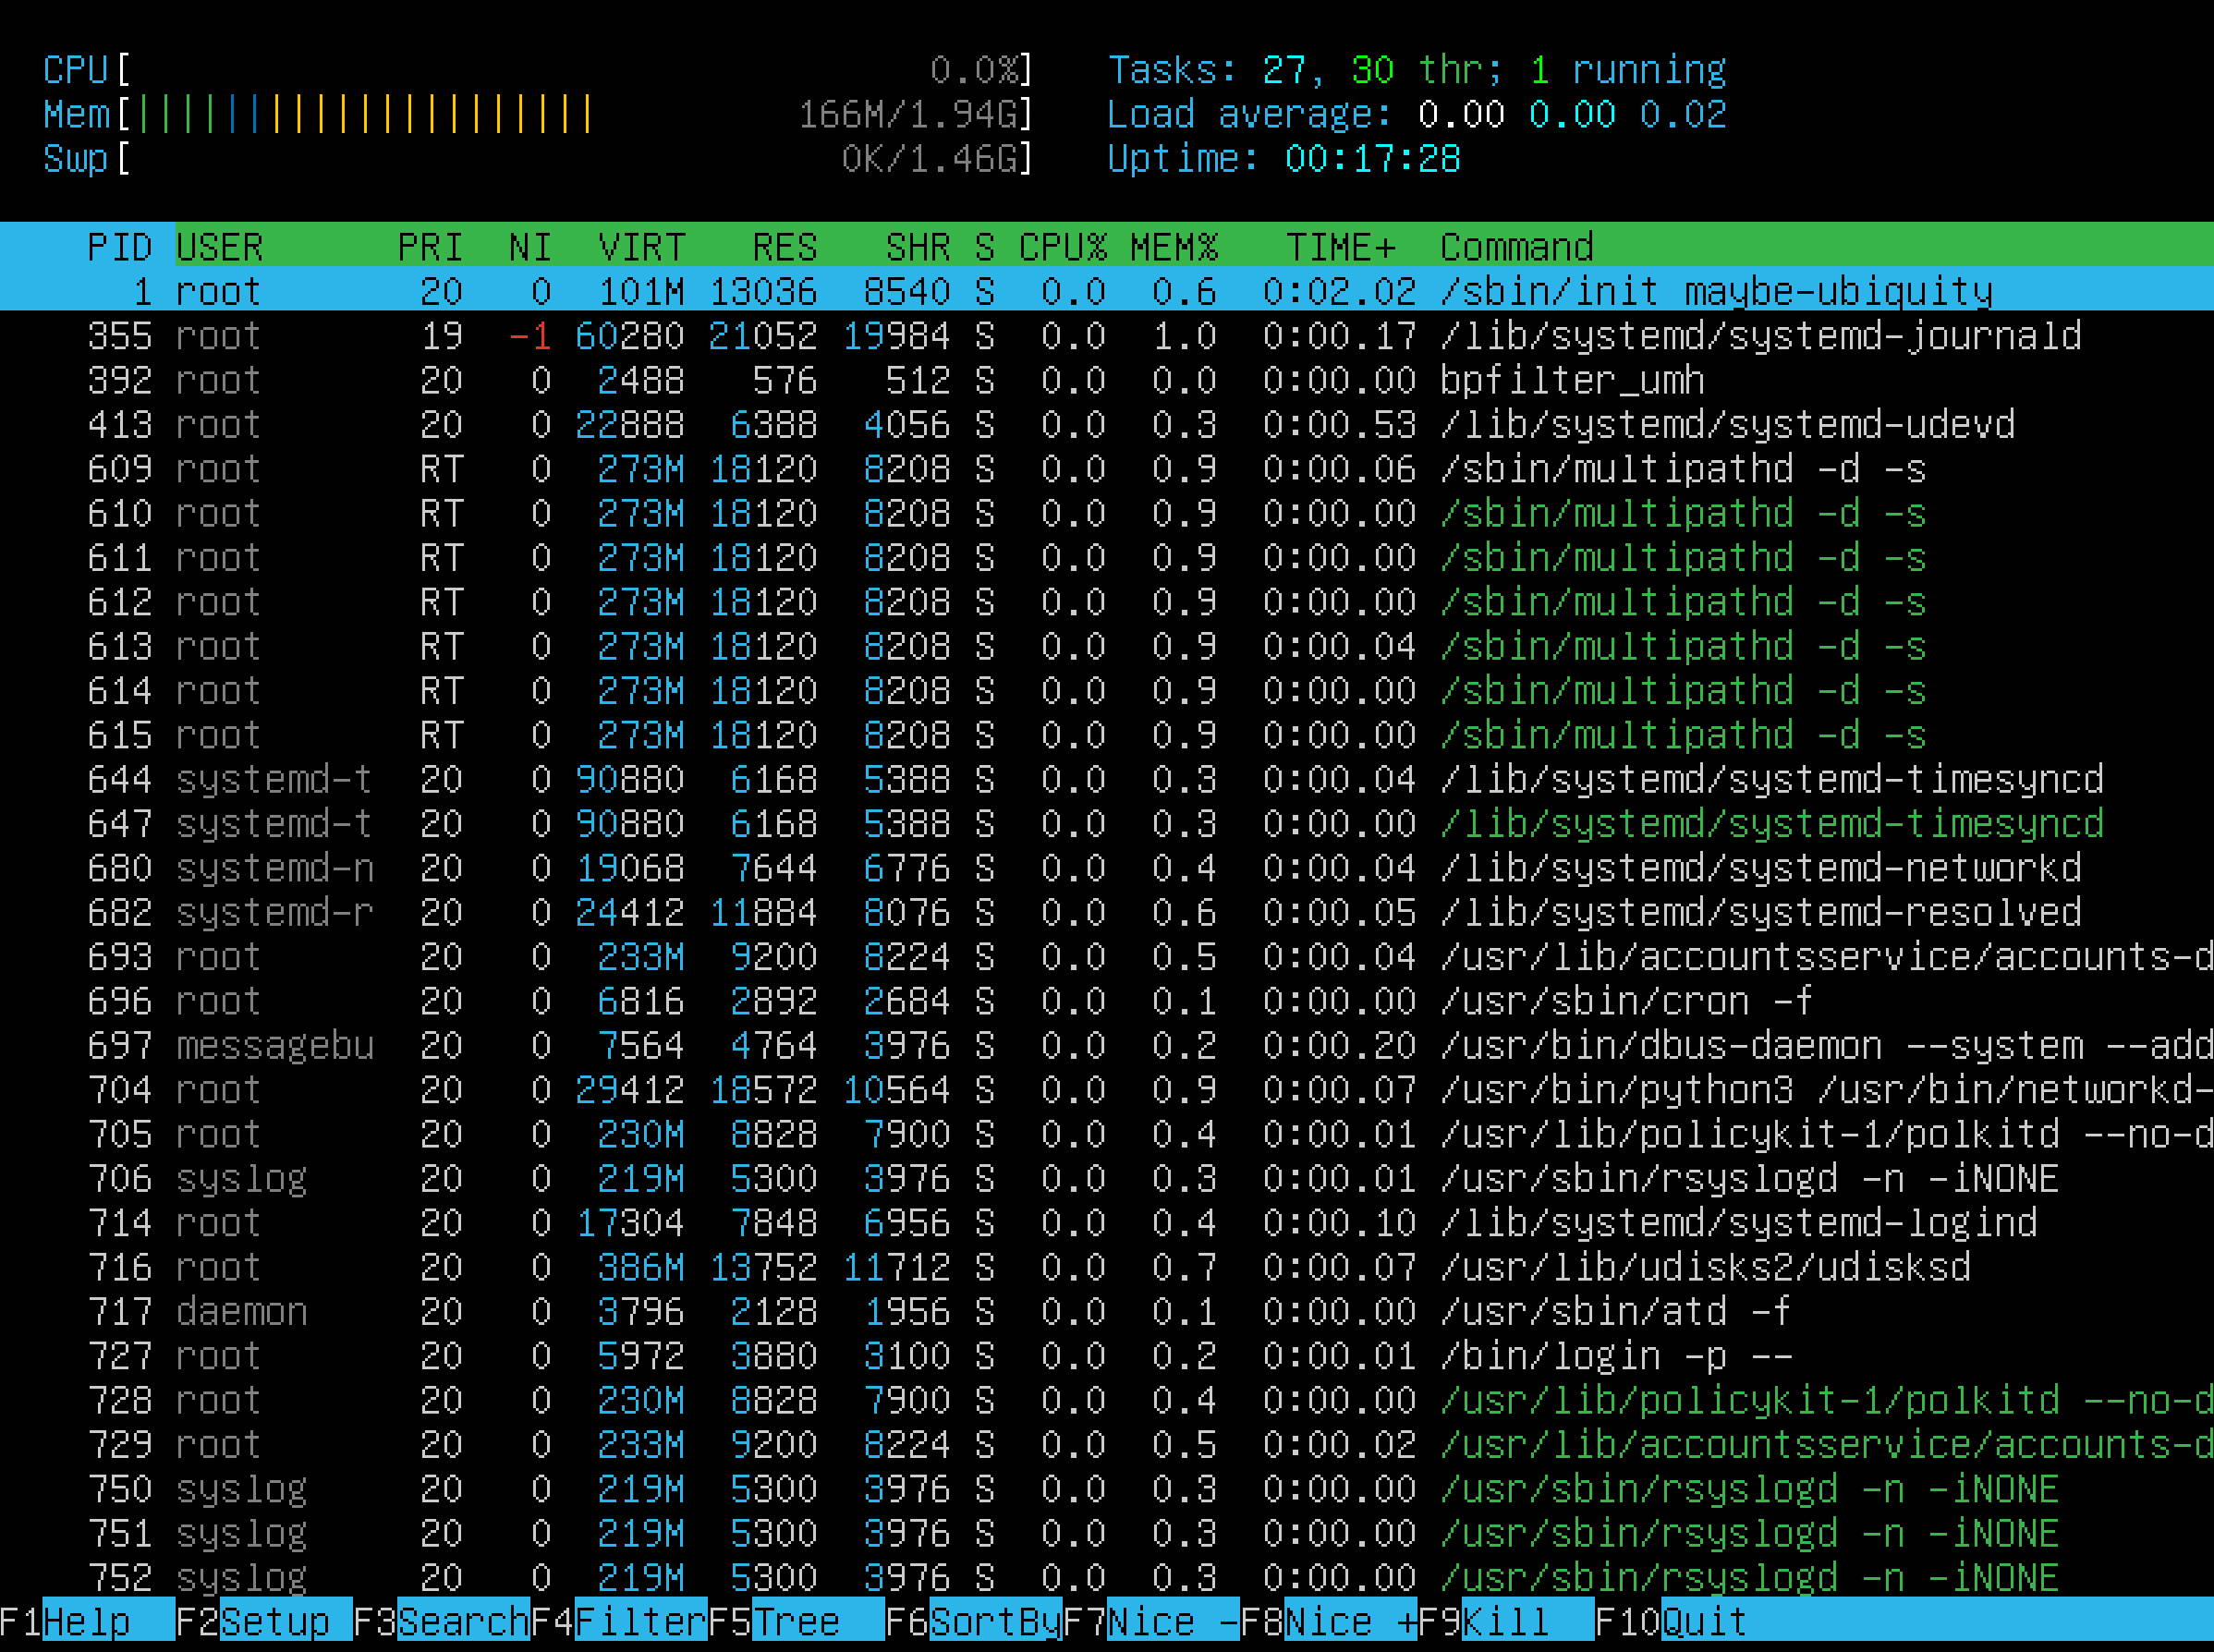 CPU[ 0.0%] Tasks: 27, 30 thr; 1 running
Mem[||||||||||||||||||||| 166M/1.94G] Load average: 0.00 0.00 0.02
Swp[ 0K/1.46G] Uptime: 00:17:28
PID USER PRI NI VIRT RES SHR S CPU% MEM% TIME+ Command
1 root 20 0 101M 13036 8540 S 0.0 0.6 0:02.02 /sbin/init maybe-ubiquity
355 root 19 -1 60280 21052 19984 S 0.0 1.0 0:00.17 /lib/systemd/systemd-journald
392 root 20 0 2488 576 512 S 0.0 0.0 0:00.00 bpfilter_umh
413 root 20 0 22888 6388 4056 S 0.0 0.3 0:00.53 /lib/systemd/systemd-udevd
609 root RT 0 273M 18120 8208 S 0.0 0.9 0:00.06 /sbin/multipathd -d -s
610 root RT 0 273M 18120 8208 S 0.0 0.9 0:00.00 /sbin/multipathd -d -s
611 root RT 0 273M 18120 8208 S 0.0 0.9 0:00.00 /sbin/multipathd -d -s
612 root RT 0 273M 18120 8208 S 0.0 0.9 0:00.00 /sbin/multipathd -d -s
613 root RT 0 273M 18120 8208 S 0.0 0.9 0:00.04 /sbin/multipathd -d -s
614 root RT 0 273M 18120 8208 S 0.0 0.9 0:00.00 /sbin/multipathd -d -s
615 root RT 0 273M 18120 8208 S 0.0 0.9 0:00.00 /sbin/multipathd -d -s
644 systemd-t 20 0 90880 6168 5388 S 0.0 0.3 0:00.04 /lib/systemd/systemd-timesyncd
647 systemd-t 20 0 90880 6168 5388 S 0.0 0.3 0:00.00 /lib/systemd/systemd-timesyncd
680 systemd-n 20 0 19068 7644 6776 S 0.0 0.4 0:00.04 /lib/systemd/systemd-networkd
682 systemd-r 20 0 24412 11884 8076 S 0.0 0.6 0:00.05 /lib/systemd/systemd-resolved
693 root 20 0 233M 9200 8224 S 0.0 0.5 0:00.04 /usr/lib/accountsservice/accounts-d
696 root 20 0 6816 2892 2684 S 0.0 0.1 0:00.00 /usr/sbin/cron -f
697 messagebu 20 0 7564 4764 3976 S 0.0 0.2 0:00.20 /usr/bin/dbus-daemon --system --add
704 root 20 0 29412 18572 10564 S 0.0 0.9 0:00.07 /usr/bin/python3 /usr/bin/networkd-
705 root 20 0 230M 8828 7900 S 0.0 0.4 0:00.01 /usr/lib/policykit-1/polkitd --no-d
706 syslog 20 0 219M 5300 3976 S 0.0 0.3 0:00.01 /usr/sbin/rsyslogd -n -iNONE
714 root 20 0 17304 7848 6956 S 0.0 0.4 0:00.10 /lib/systemd/systemd-logind
716 root 20 0 386M 13752 11712 S 0.0 0.7 0:00.07 /usr/lib/udisks2/udisksd
717 daemon 20 0 3796 2128 1956 S 0.0 0.1 0:00.00 /usr/sbin/atd -f
727 root 20 0 5972 3880 3100 S 0.0 0.2 0:00.01 /bin/login -p --
728 root 20 0 230M 8828 7900 S 0.0 0.4 0:00.00 /usr/lib/policykit-1/polkitd --no-d
729 root 20 0 233M 9200 8224 S 0.0 0.5 0:00.02 /usr/lib/accountsservice/accounts-d
750 syslog 20 0 219M 5300 3976 S 0.0 0.3 0:00.00 /usr/sbin/rsyslogd -n -iNONE
751 syslog 20 0 219M 5300 3976 S 0.0 0.3 0:00.00 /usr/sbin/rsyslogd -n -iNONE
752 syslog 20 0 219M 5300 3976 S 0.0 0.3 0:00.00 /usr/sbin/rsyslogd -n -iNONE
F1Help F2Setup F3SearchF4FilterF5Tree F6SortByF7Nice -F8Nice +F9Kill F10Quit